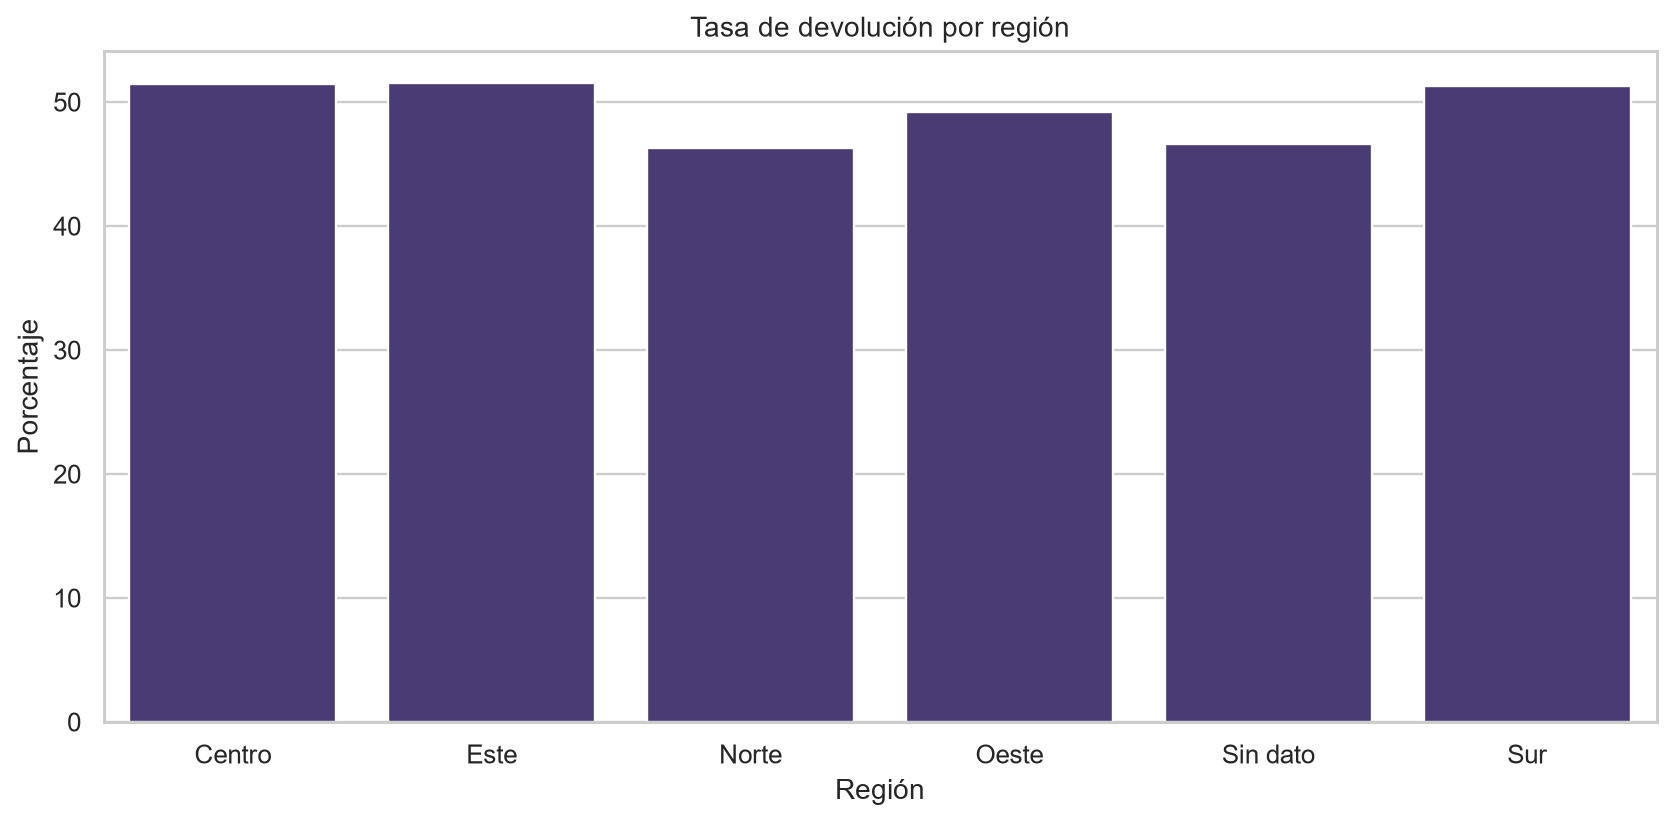 Tasa de devolución por región
50
40
30
20
10
0
Porcentaje
Centro
Este
Norte
Oeste
Sin dato
Sur
Región